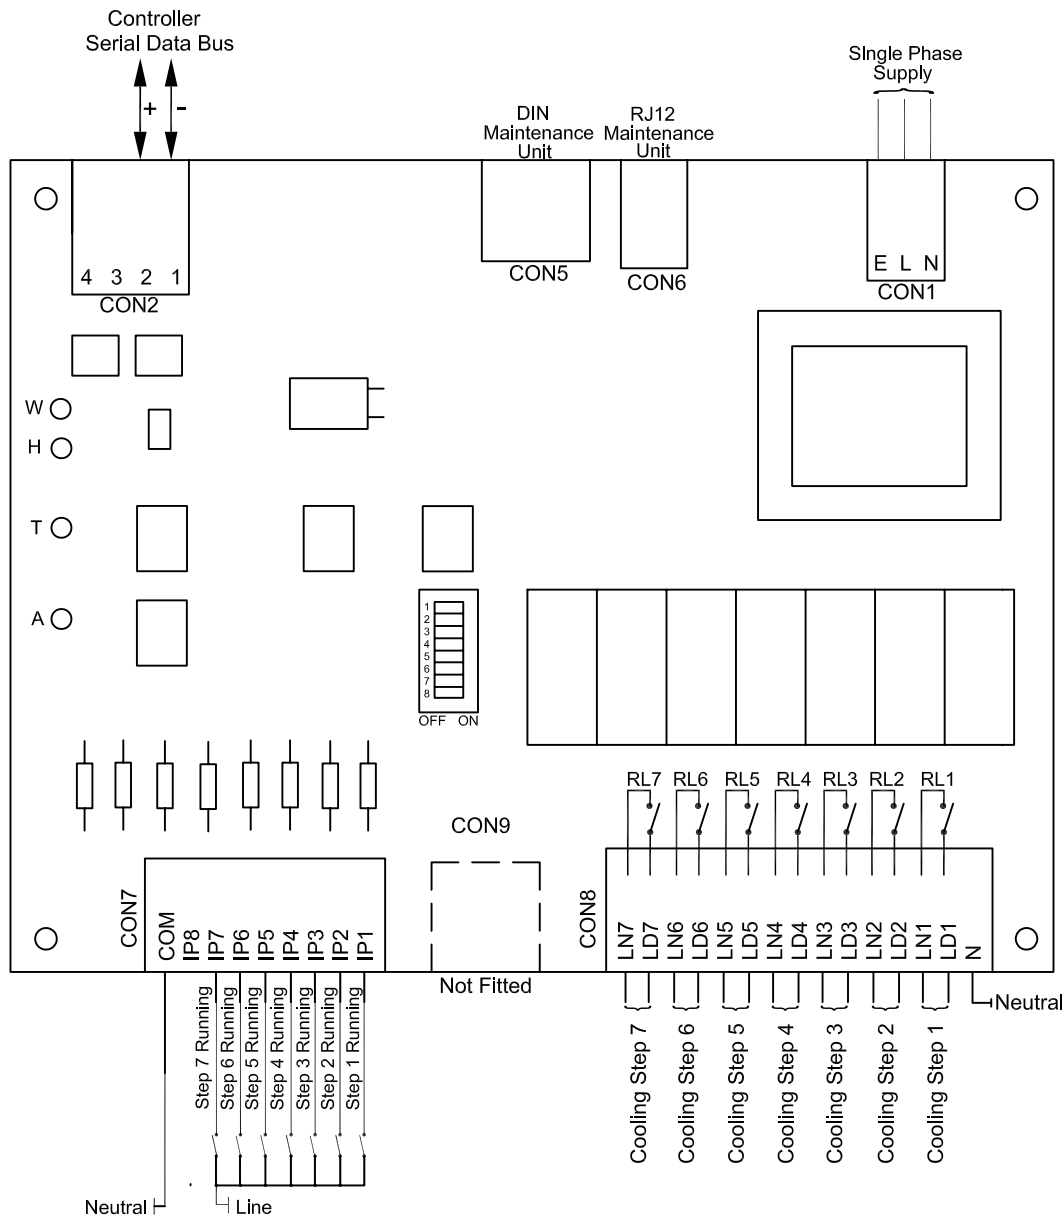 Controller
Serial Data Bus
+ -
SIngle Phase
Supply
DIN
Maintenance
Unit
RJ12
Maintenance
Unit
4 3 2 1
CON2
CON5
CON6
E L N
CON1
W
H
T
A
1
2
3
4
5
6
7
8
OFF ON
RL7 RL6 RL5 RL4 RL3 RL2 RL1
CON9
CON7
COM
IP8
IP7
IP6
IP5
IP4
IP3
IP2
IP1
CON8
LN7
LD7
LN6
LD6
LN5
LD5
LN4
LD4
LN3
LD3
LN2
LD2
LN1
LD1
N
Not Fitted
Neutral
Step 7 Running
Step 6 Running
Step 5 Running
Step 4 Running
Step 3 Running
Step 2 Running
Step 1 Running
Cooling Step 7
Cooling Step 6
Cooling Step 5
Cooling Step 4
Cooling Step 3
Cooling Step 2
Cooling Step 1
Neutral
Line